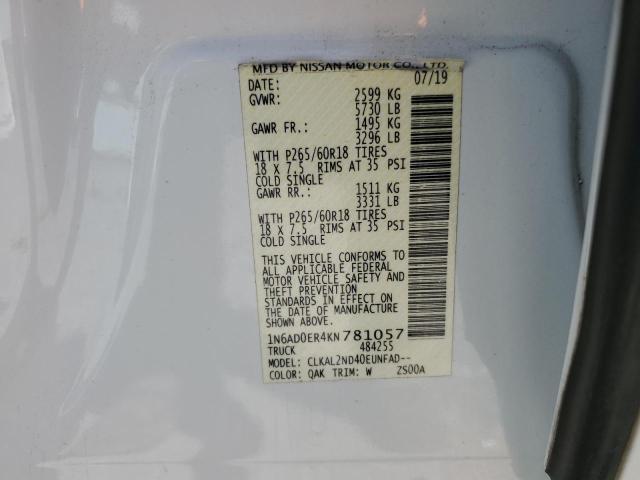 MFD BY NISSAN MOTOR CO., LTD.
DATE: 07/19
GVWR: 2599 KG
5730 LB
GAWR FR.: 1495 KG
3296 LB
WITH P265/60R18 TIRES
18 X 7.5 RIMS AT 35 PSI
COLD SINGLE
GAWR RR.: 1511 KG
3331 LB
WITH P265/60R18 TIRES
18 X 7.5 RIMS AT 35 PSI
COLD SINGLE
THIS VEHICLE CONFORMS TO
ALL APPLICABLE FEDERAL
MOTOR VEHICLE SAFETY AND
THEFT PREVENTION
STANDARDS IN EFFECT ON
THE DATE OF MANUFACTURE
SHOWN ABOVE.
1N6AD0ER4KN781057
TRUCK 484255
MODEL: CLKAL2ND40EUNFAD--
COLOR: QAK TRIM: W ZS00A